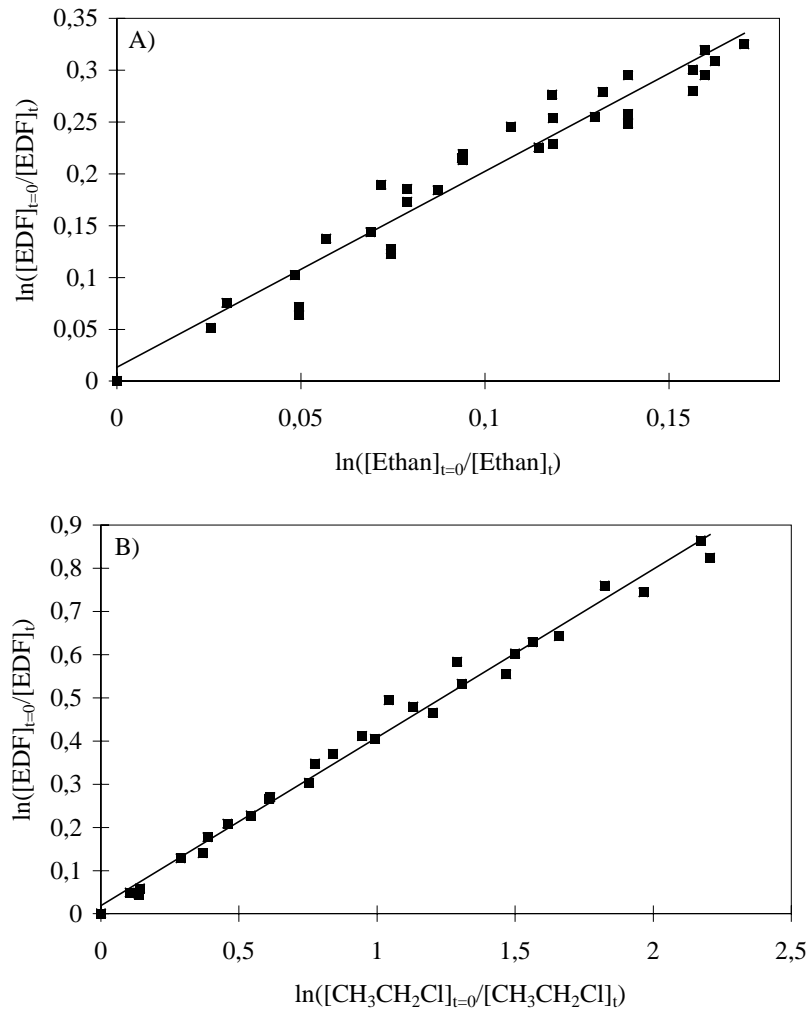 A)
ln([EDF]t=0/[EDF]t)
0,35
0,3
0,25
0,2
0,15
0,1
0,05
0
0 0,05 0,1 0,15
ln([Ethan]t=0/[Ethan]t)
B)
ln([EDF]t=0/[EDF]t)
0,9
0,8
0,7
0,6
0,5
0,4
0,3
0,2
0,1
0
0 0,5 1 1,5 2 2,5
ln([CH3CH2Cl]t=0/[CH3CH2Cl]t)